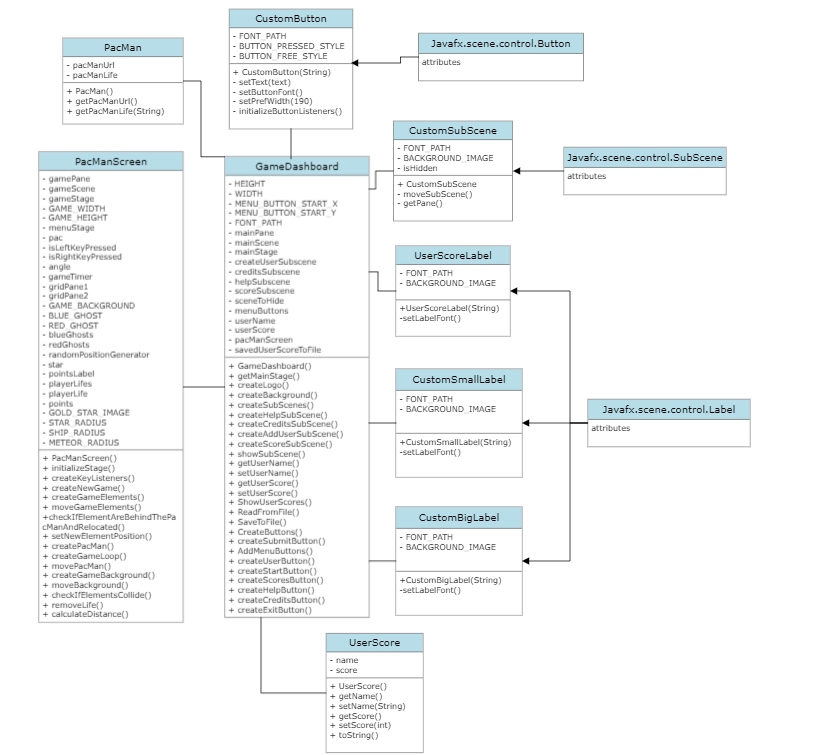 CustomButton
- FONT_PATH
- BUTTON_PRESSED_STYLE
- BUTTON_FREE_STYLE
+ CustomButton(String)
- setText(text)
- setButtonFont()
- setPrefWidth(190)
- initializeButtonListeners()
PacMan
- pacManUrl
- pacManLife
+ PacMan()
+ getPacManUrl()
+ getPacManLife(String)
Javafx.scene.control.Button
attributes
CustomSubScene
- FONT_PATH
- BACKGROUND_IMAGE
- isHidden
+ CustomSubScene
- moveSubScene()
- getPane()
Javafx.scene.control.SubScene
attributes
PacManScreen
- gamePane
- gameScene
- gameStage
- GAME_WIDTH
- GAME_HEIGHT
- menuStage
- pac
- isLeftKeyPressed
- isRightKeyPressed
- angle
- gameTimer
- gridPane1
- gridPane2
- GAME_BACKGROUND
- BLUE_GHOST
- RED_GHOST
- blueGhosts
- redGhosts
- randomPositionGenerator
- star
- pointsLabel
- playerLifes
- playerLife
- points
- GOLD_STAR_IMAGE
- STAR_RADIUS
- SHIP_RADIUS
- METEOR_RADIUS
+ PacManScreen()
+ initializeStage()
+ createKeyListeners()
+ createNewGame()
+ createGameElements()
+ moveGameElements()
+checkIfElementAreBehindThePa
cManAndRelocated()
+ setNewElementPosition()
+ createPacMan()
+ createGameLoop()
+ movePacMan()
+ createGameBackground()
+ moveBackground()
+ checkIfElementsCollide()
+ removeLife()
+ calculateDistance()
GameDashboard
- HEIGHT
- WIDTH
- MENU_BUTTON_START_X
- MENU_BUTTON_START_Y
- FONT_PATH
- mainPane
- mainScene
- mainStage
- createUserSubscene
- creditsSubscene
- helpSubscene
- scoreSubscene
- sceneToHide
- menuButtons
- userName
- userScore
- pacManScreen
- savedUserScoreToFile
+ GameDashboard()
+ getMainStage()
+ createLogo()
+ createBackground()
+ createSubScenes()
+ createHelpSubScene()
+ createCreditsSubScene()
+ createAddUserSubScene()
+ createScoreSubScene()
+ showSubScene()
+ getUserName()
+ setUserName()
+ getUserScore()
+ setUserScore()
+ ShowUserScores()
+ ReadFromFile()
+ SaveToFile()
+ CreateButtons()
+ createSubmitButton()
+ AddMenuButtons()
+ createUserButton()
+ createStartButton()
+ createScoresButton()
+ createHelpButton()
+ createCreditsButton()
+ createExitButton()
UserScoreLabel
- FONT_PATH
- BACKGROUND_IMAGE
+UserScoreLabel(String)
-setLabelFont()
CustomSmallLabel
- FONT_PATH
- BACKGROUND_IMAGE
+CustomSmallLabel(String)
-setLabelFont()
Javafx.scene.control.Label
attributes
CustomBigLabel
- FONT_PATH
- BACKGROUND_IMAGE
+CustomBigLabel(String)
-setLabelFont()
UserScore
- name
- score
+ UserScore()
+ getName()
+ setName(String)
+ getScore()
+ setScore(int)
+ toString()